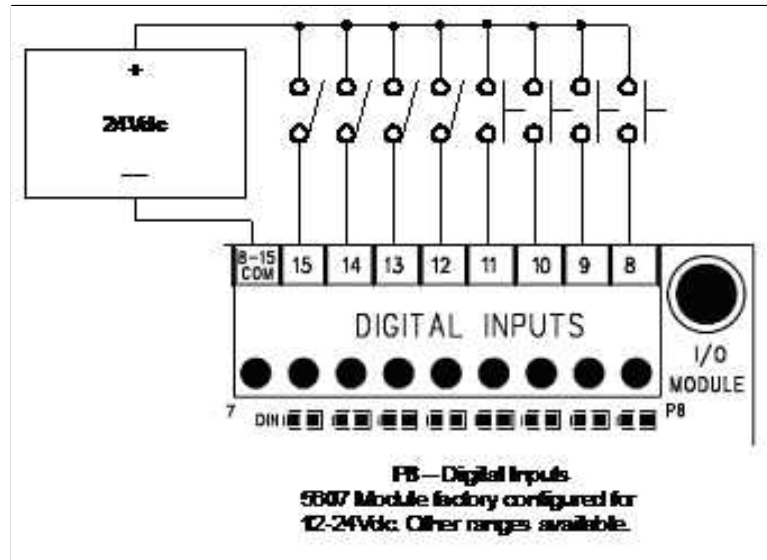 +
24Vdc
—
8-15 COM 15 14 13 12 11 10 9 8
DIGITAL INPUTS
I/O
MODULE
7 DIN P8
P8 – Digital Inputs
5607 Module factory configured for
12-24Vdc. Other ranges available.